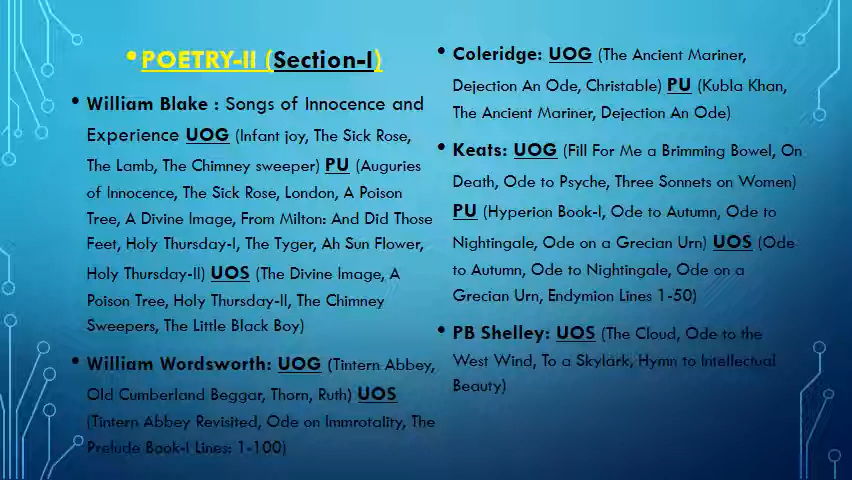 •POETRY-II (Section-I)
• William Blake : Songs of Innocence and
Experience UOG (Infant joy, The Sick Rose,
The Lamb, The Chimney sweeper) PU (Auguries
of Innocence, The Sick Rose, London, A Poison
Tree, A Divine Image, From Milton: And Did Those
Feet, Holy Thursday-I, The Tyger, Ah Sun Flower,
Holy Thursday-II) UOS (The Divine Image, A
Poison Tree, Holy Thursday-II, The Chimney
Sweepers, The Little Black Boy)
• William Wordsworth: UOG (Tintern Abbey,
Old Cumberland Beggar, Thorn, Ruth) UOS
(Tintern Abbey Revisited, Ode on Immrotality, The
Prelude Book-I Lines: 1-100)
• Coleridge: UOG (The Ancient Mariner,
Dejection An Ode, Christable) PU (Kubla Khan,
The Ancient Mariner, Dejection An Ode)
• Keats: UOG (Fill For Me a Brimming Bowel, On
Death, Ode to Psyche, Three Sonnets on Women)
PU (Hyperion Book-I, Ode to Autumn, Ode to
Nightingale, Ode on a Grecian Urn) UOS (Ode
to Autumn, Ode to Nightingale, Ode on a
Grecian Urn, Endymion Lines 1-50)
• PB Shelley: UOS (The Cloud, Ode to the
West Wind, To a Skylark, Hymn to Intellectual
Beauty)